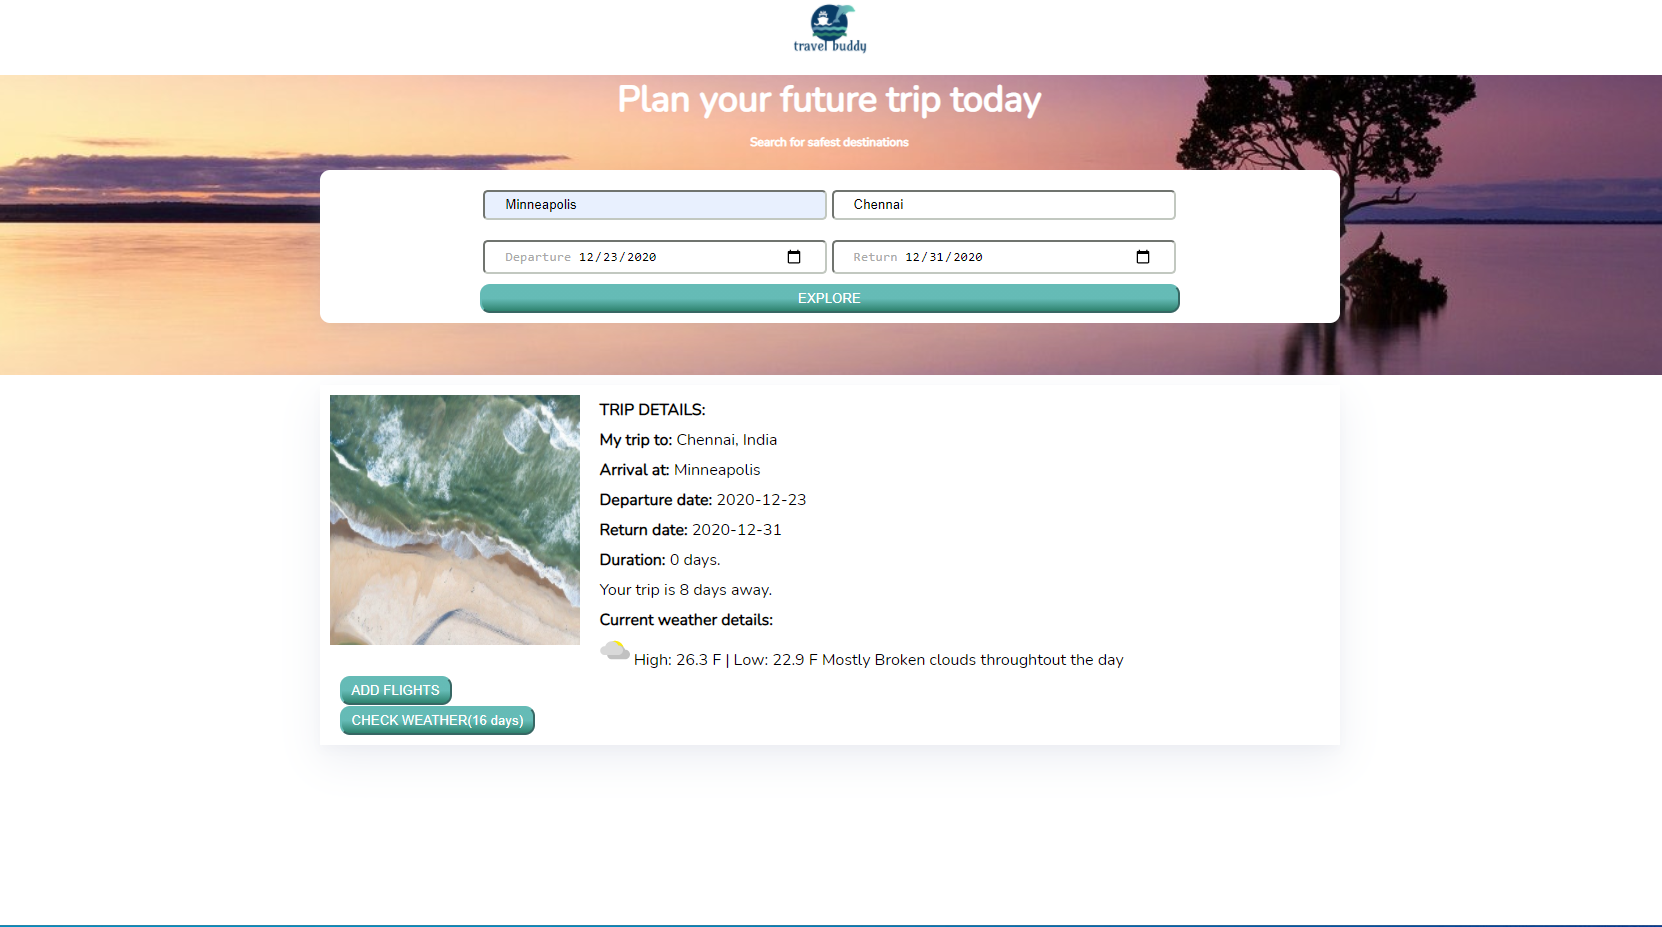 travel buddy
Plan your future trip today
Search for safest destinations
Minneapolis Chennai
Departure 12/23/2020 Return 12/31/2020
EXPLORE
TRIP DETAILS:
My trip to: Chennai, India
Arrival at: Minneapolis
Departure date: 2020-12-23
Return date: 2020-12-31
Duration: 0 days.
Your trip is 8 days away.
Current weather details:
High: 26.3 F | Low: 22.9 F Mostly Broken clouds throughtout the day
ADD FLIGHTS
CHECK WEATHER(16 days)